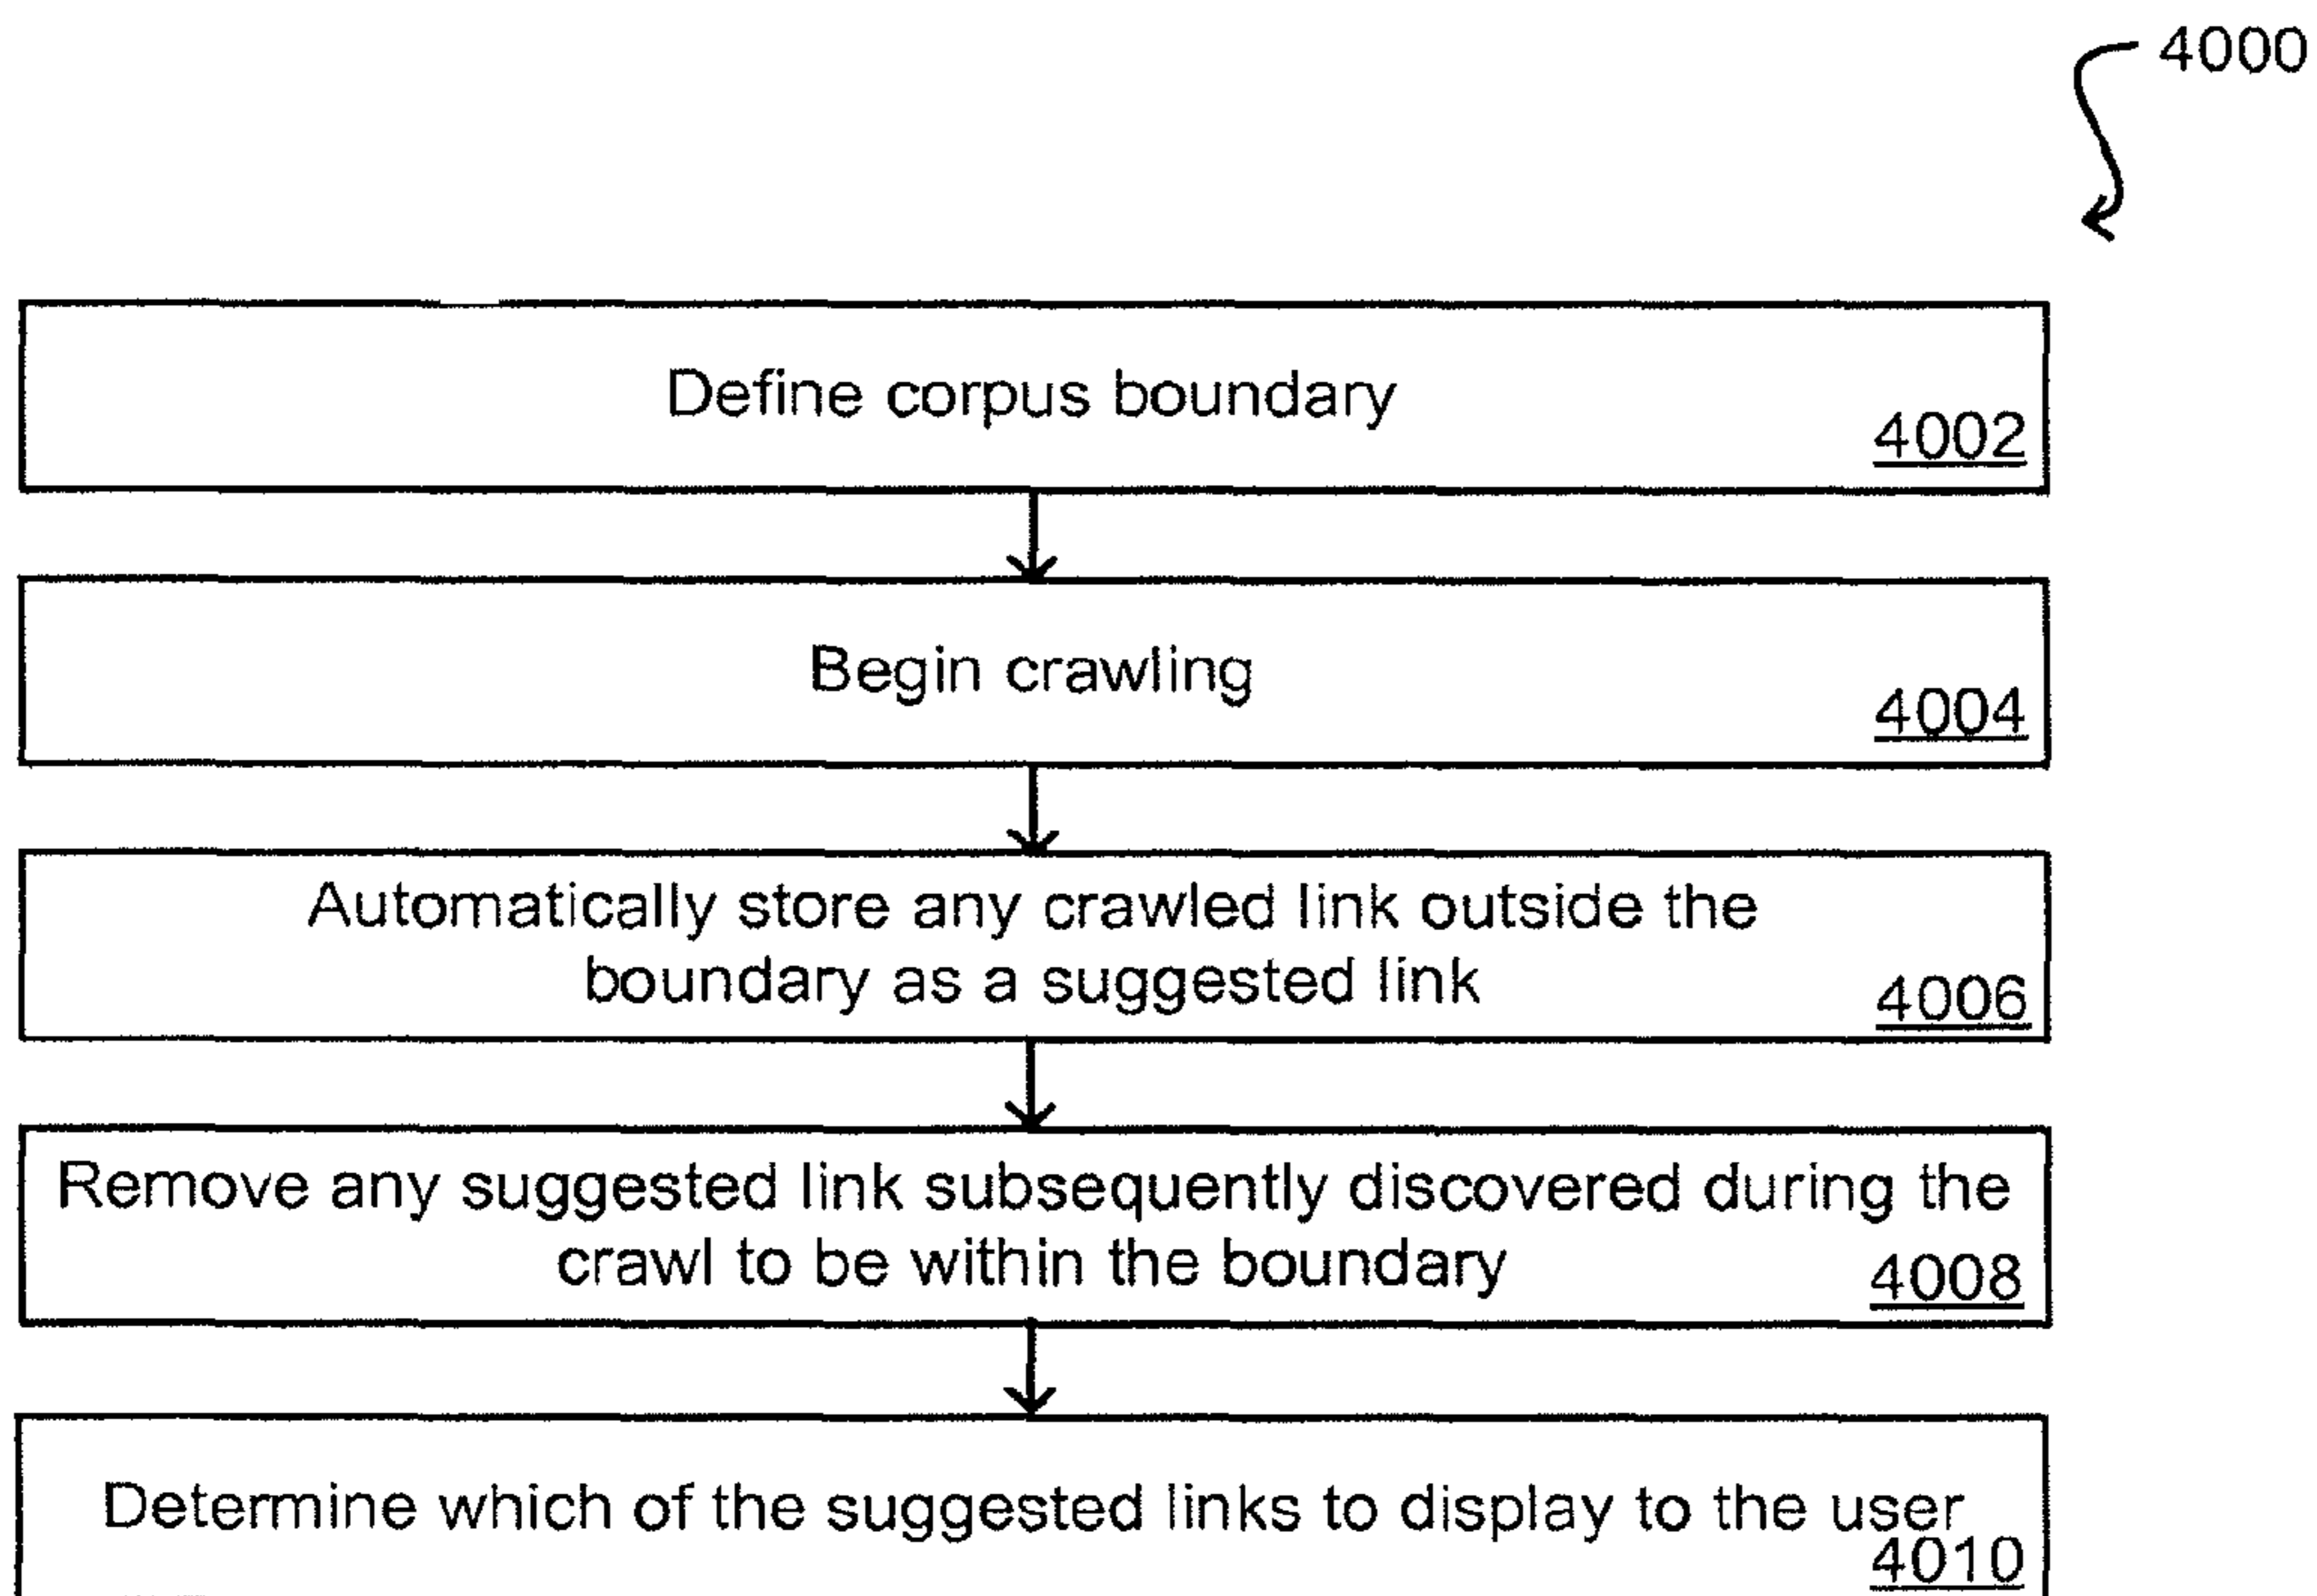 4000
Define corpus boundary
4002
Begin crawling
4004
Automatically store any crawled link outside the
boundary as a suggested link
4006
Remove any suggested link subsequently discovered during the
crawl to be within the boundary
4008
Determine which of the suggested links to display to the user
4010